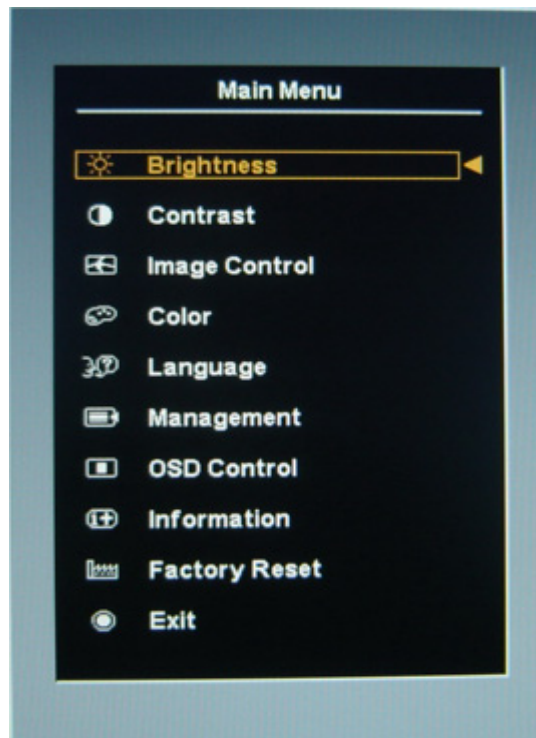 Main Menu
Brightness
Contrast
Image Control
Color
Language
Management
OSD Control
Information
Factory Reset
Exit